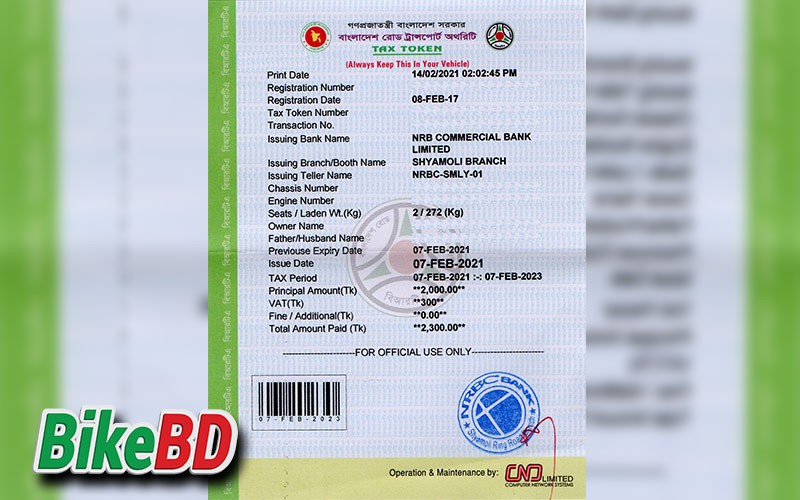 গণপ্রজাতন্ত্রী বাংলাদেশ সরকার
বাংলাদেশ রোড ট্রান্সপোর্ট অথরিটি
TAX TOKEN
(Always Keep This In Your Vehicle)
Print Date 14/02/2021 02:02:45 PM
Registration Number
Registration Date 08-FEB-17
Tax Token Number
Transaction No.
Issuing Bank Name NRB COMMERCIAL BANK
LIMITED
Issuing Branch/Booth Name SHYAMOLI BRANCH
Issuing Teller Name NRBC-SMLY-01
Chassis Number
Engine Number
Seats / Laden Wt.(Kg) 2 / 272 (Kg)
Owner Name
Father/Husband Name
Previouse Expiry Date 07-FEB-2021
Issue Date 07-FEB-2021
TAX Period 07-FEB-2021 :-: 07-FEB-2023
Principal Amount(Tk) **2,000.00**
VAT(Tk) **300**
Fine / Additional(Tk) **0.00**
Total Amount Paid (Tk) **2,300.00**
FOR OFFICIAL USE ONLY
07-FEB-2023
NRBC BANK
Shyamoli Ring Road
BikeBD
Operation & Maintenance by: CND LIMITED
COMPUTER NETWORK SYSTEMS